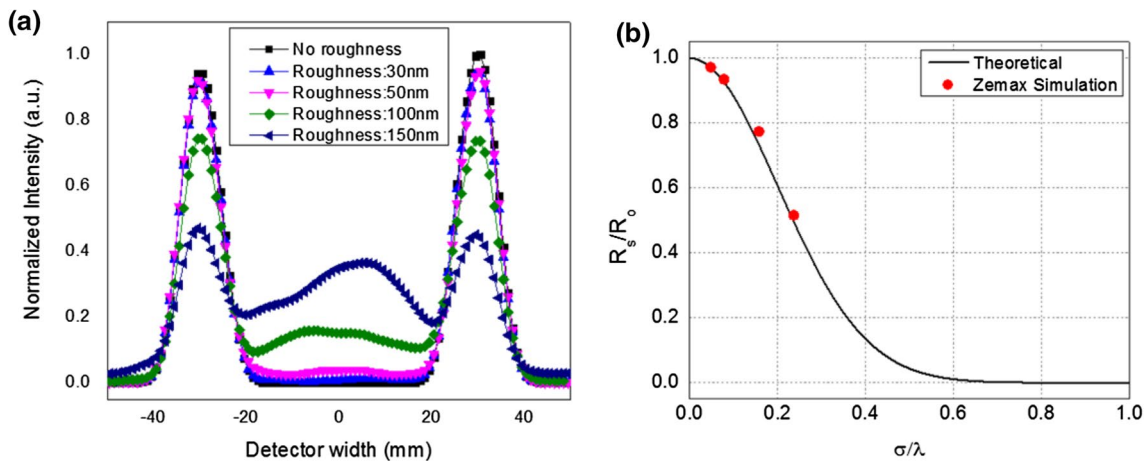 (a)
Normalized Intensity (a.u.)
1.0
0.8
0.6
0.4
0.2
0.0
No roughness
Roughness:30nm
Roughness:50nm
Roughness:100nm
Roughness:150nm
-40
-20
0
20
40
Detector width (mm)
(b)
Rs/Ro
1.0
0.8
0.6
0.4
0.2
0.0
Theoretical
Zemax Simulation
0.0
0.2
0.4
0.6
0.8
1.0
σ/λ